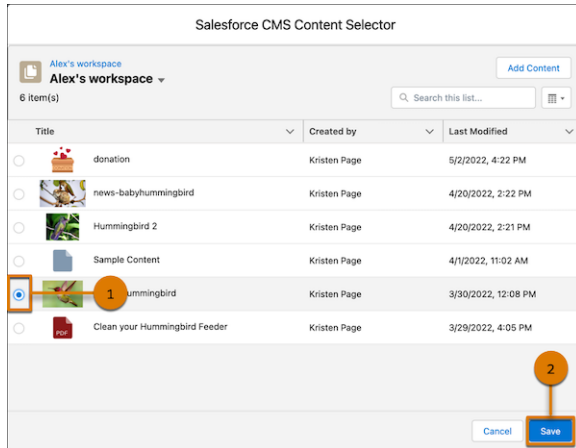 Salesforce CMS Content Selector
Alex's workspace
Alex's workspace
Add Content
6 item(s)
Search this list...
Title Created by Last Modified
donation Kristen Page 5/2/2022, 4:22 PM
news-babyhummingbird Kristen Page 4/20/2022, 2:22 PM
Hummingbird 2 Kristen Page 4/20/2022, 2:21 PM
Sample Content Kristen Page 4/1/2022, 11:02 AM
1 ummingbird Kristen Page 3/30/2022, 12:08 PM
PDF Clean your Hummingbird Feeder Kristen Page 3/29/2022, 4:05 PM
2
Cancel Save